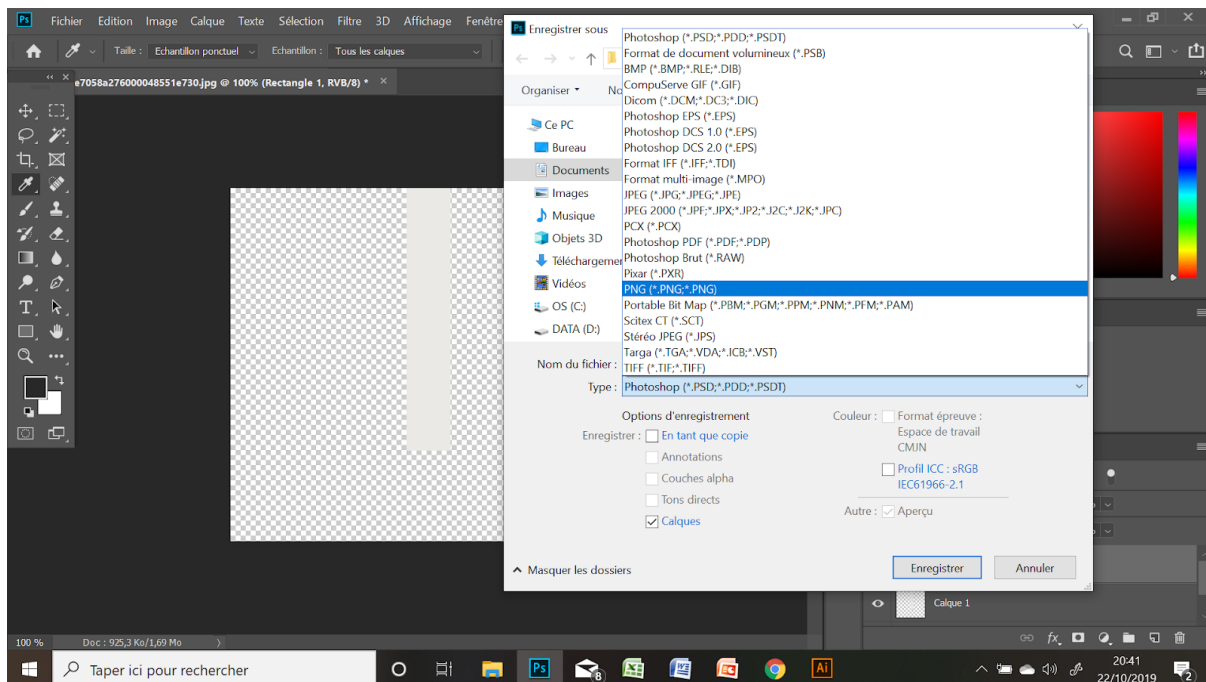 Ps Fichier Edition Image Calque Texte Sélection Filtre 3D Affichage Fenêtre
Taille : Echantillon ponctuel Echantillon : Tous les calques
e7058a276000048551e730.jpg @ 100% (Rectangle 1, RVB/8) *
Ps Enregistrer sous
Organiser
No
Ce PC
Bureau
Documents
Images
Musique
Objets 3D
Téléchargemen
Vidéos
OS (C:)
DATA (D:)
Photoshop (*.PSD;*.PDD;*.PSDT)
Format de document volumineux (*.PSB)
BMP (*.BMP;*.RLE;*.DIB)
CompuServe GIF (*.GIF)
Dicom (*.DCM;*.DC3;*.DIC)
Photoshop EPS (*.EPS)
Photoshop DCS 1.0 (*.EPS)
Photoshop DCS 2.0 (*.EPS)
Format IFF (*.IFF;*.TDI)
Format multi-image (*.MPO)
JPEG (*.JPG;*.JPEG;*.JPE)
JPEG 2000 (*.JPF;*.JPX;*.JP2;*.J2C;*.J2K;*.JPC)
PCX (*.PCX)
Photoshop PDF (*.PDF;*.PDP)
Photoshop Brut (*.RAW)
Pixar (*.PXR)
PNG (*.PNG;*.PNG)
Portable Bit Map (*.PBM;*.PGM;*.PPM;*.PNM;*.PFM;*.PAM)
Scitex CT (*.SCT)
Stéréo JPEG (*.JPS)
Targa (*.TGA;*.VDA;*.ICB;*.VST)
TIFF (*.TIF;*.TIFF)
Nom du fichier :
Type : Photoshop (*.PSD;*.PDD;*.PSDT)
Options d'enregistrement
Enregistrer : En tant que copie
Annotations
Couches alpha
Tons directs
Calques
Couleur : Format épreuve :
Espace de travail
CMJN
Profil ICC : sRGB
IEC61966-2.1
Autre : Aperçu
Masquer les dossiers
Enregistrer
Annuler
Calque 1
fx
100 % Doc : 925,3 Ko/1,69 Mo
Taper ici pour rechercher
Ps
8
Ai
20:41
22/10/2019
2